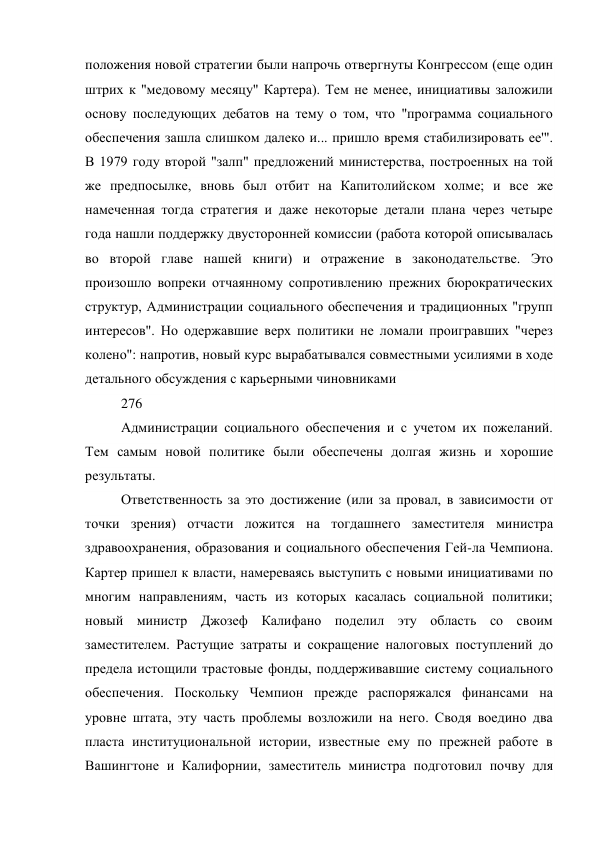 положения новой стратегии были напрочь отвергнуты Конгрессом (еще один
штрих к "медовому месяцу" Картера). Тем не менее, инициативы заложили
основу последующих дебатов на тему о том, что "программа социального
обеспечения зашла слишком далеко и... пришло время стабилизировать ее'".
В 1979 году второй "залп" предложений министерства, построенных на той
же предпосылке, вновь был отбит на Капитолийском холме; и все же
намеченная тогда стратегия и даже некоторые детали плана через четыре
года нашли поддержку двусторонней комиссии (работа которой описывалась
во второй главе нашей книги) и отражение в законодательстве. Это
произошло вопреки отчаянному сопротивлению прежних бюрократических
структур, Администрации социального обеспечения и традиционных "групп
интересов". Но одержавшие верх политики не ломали проигравших "через
колено": напротив, новый курс вырабатывался совместными усилиями в ходе
детального обсуждения с карьерными чиновниками
276
Администрации социального обеспечения и с учетом их пожеланий.
Тем самым новой политике были обеспечены долгая жизнь и хорошие
результаты.
Ответственность за это достижение (или за провал, в зависимости от
точки зрения) отчасти ложится на тогдашнего заместителя министра
здравоохранения, образования и социального обеспечения Гей-ла Чемпиона.
Картер пришел к власти, намереваясь выступить с новыми инициативами по
многим направлениям, часть из которых касалась социальной политики;
новый министр Джозеф Калифано поделил эту область со своим
заместителем. Растущие затраты и сокращение налоговых поступлений до
предела истощили трастовые фонды, поддерживавшие систему социального
обеспечения. Поскольку Чемпион прежде распоряжался финансами на
уровне штата, эту часть проблемы возложили на него. Сводя воедино два
пласта институциональной истории, известные ему по прежней работе в
Вашингтоне и Калифорнии, заместитель министра подготовил почву для